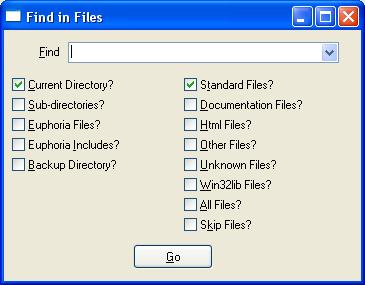 Find in Files
Find
Current Directory? Standard Files?
Sub-directories? Documentation Files?
Euphoria Files? Html Files?
Euphoria Includes? Other Files?
Backup Directory? Unknown Files?
Win32lib Files?
All Files?
Skip Files?
Go